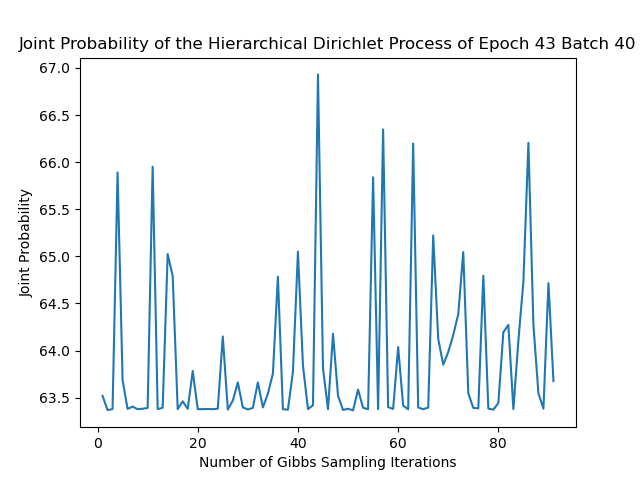 Joint Probability of the Hierarchical Dirichlet Process of Epoch 43 Batch 40
67.0
66.5
66.0
65.5
65.0
64.5
64.0
63.5
Joint Probability
0 20 40 60 80
Number of Gibbs Sampling Iterations